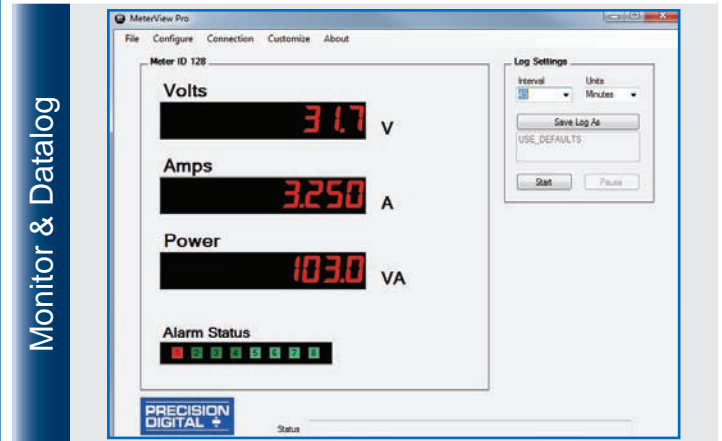 Monitor & Datalog
MeterView Pro
File Configure Connection Customize About
Meter ID 128
Volts
31.7 V
Amps
3.250 A
Power
103.0 VA
Alarm Status
1 2 3 4 5 6 7 8
Log Settings
Interval Units
45 Minutes
Save Log As
USE_DEFAULTS
Start Pause
PRECISION
DIGITAL
Status